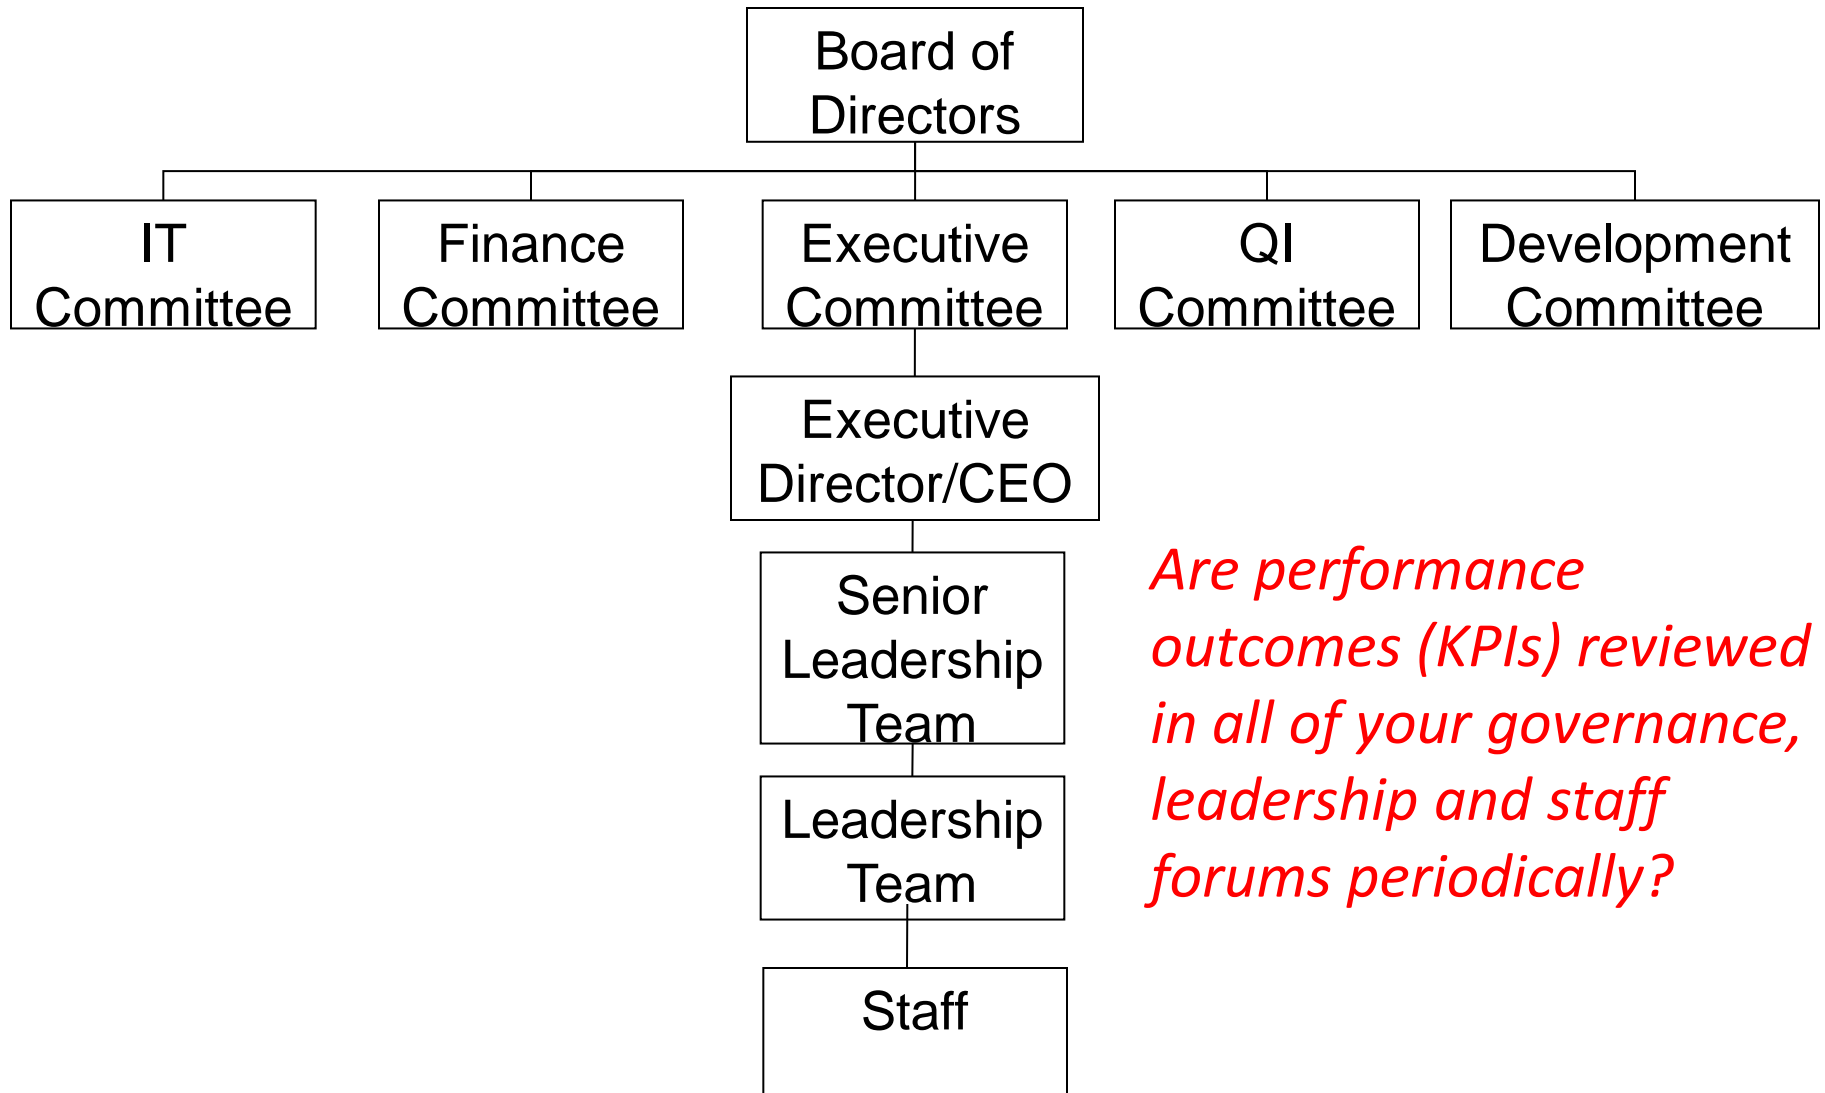 Board of
Directors
IT
Committee
Finance
Committee
Executive
Committee
QI
Committee
Development
Committee
Executive
Director/CEO
Senior
Leadership
Team
Leadership
Team
Staff
Are performance
outcomes (KPIs) reviewed
in all of your governance,
leadership and staff
forums periodically?